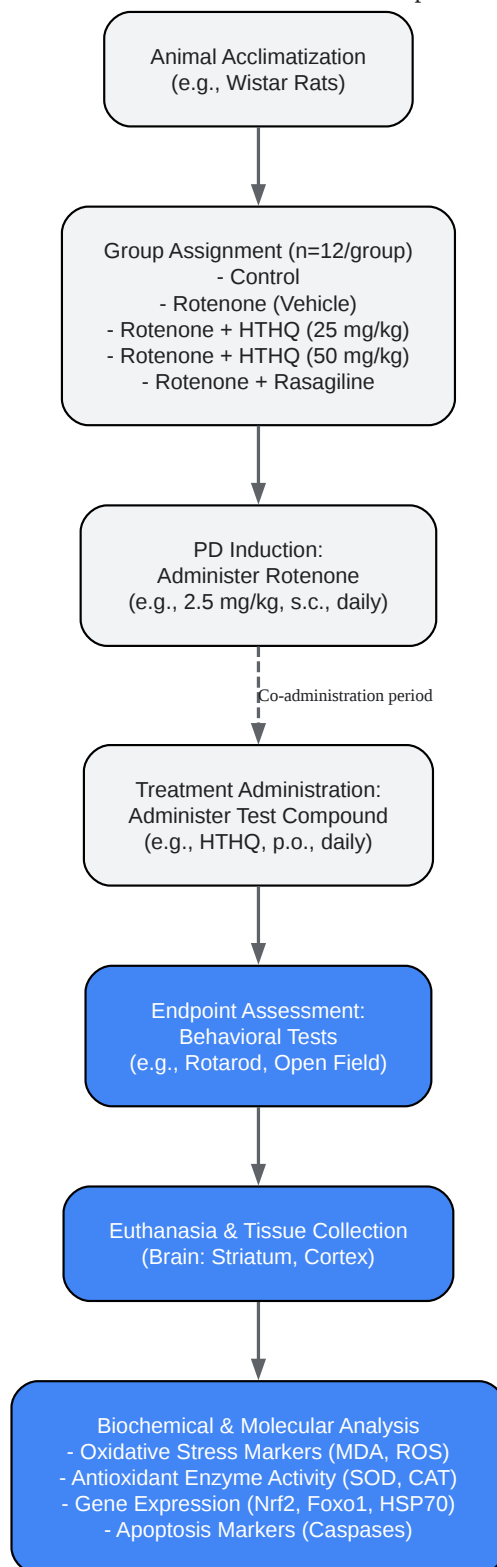 Animal Acclimatization
(e.g., Wistar Rats)
Group Assignment (n=12/group)
- Control
- Rotenone (Vehicle)
- Rotenone + HTHQ (25 mg/kg)
- Rotenone + HTHQ (50 mg/kg)
- Rotenone + Rasagiline
PD Induction:
Administer Rotenone
(e.g., 2.5 mg/kg, s.c., daily)
Co-administration period
Treatment Administration:
Administer Test Compound
(e.g., HTHQ, p.o., daily)
Endpoint Assessment:
Behavioral Tests
(e.g., Rotarod, Open Field)
Euthanasia & Tissue Collection
(Brain: Striatum, Cortex)
Biochemical & Molecular Analysis
- Oxidative Stress Markers (MDA, ROS)
- Antioxidant Enzyme Activity (SOD, CAT)
- Gene Expression (Nrf2, Foxo1, HSP70)
- Apoptosis Markers (Caspases)